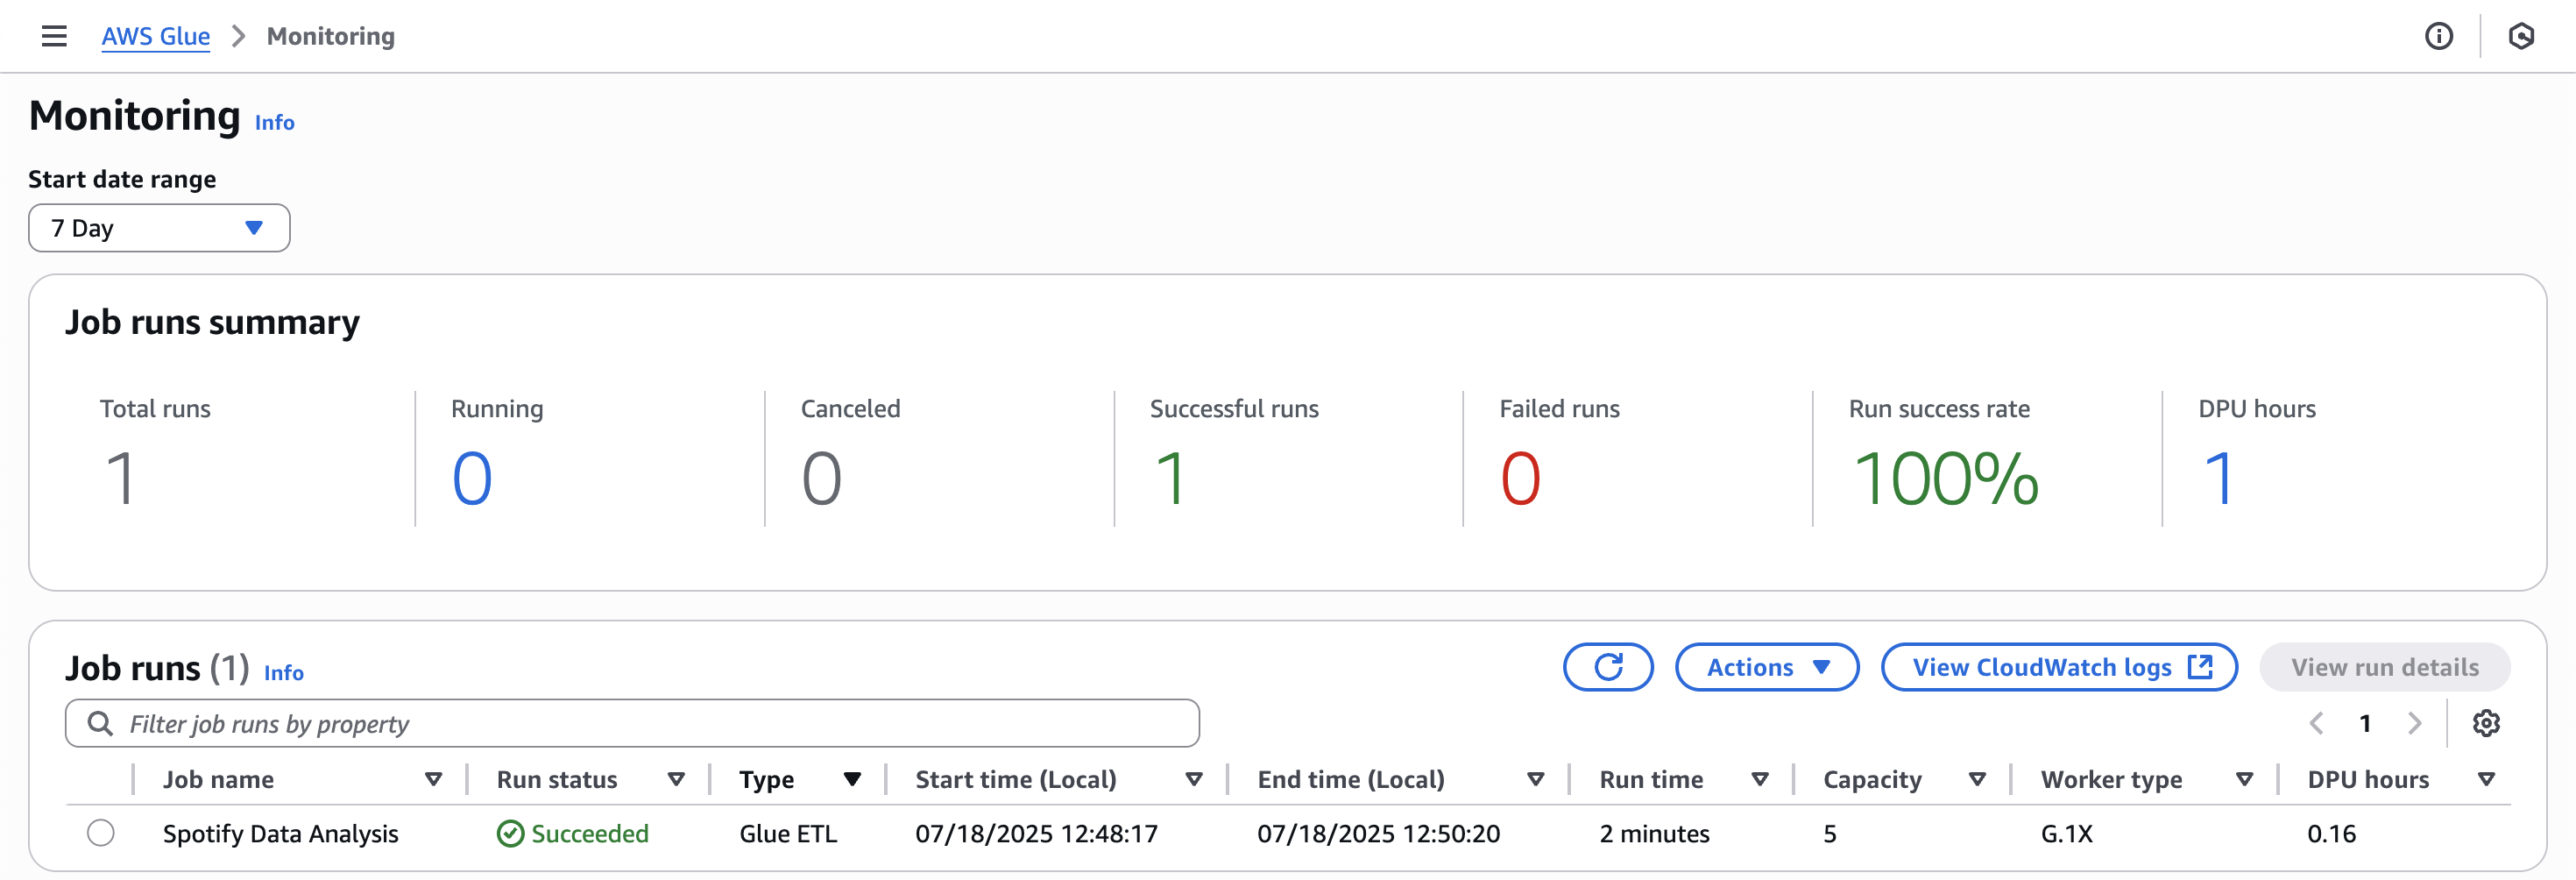 AWS Glue > Monitoring
Monitoring Info
Start date range
7 Day
Job runs summary
Total runs Running Canceled Successful runs Failed runs Run success rate DPU hours
1 0 0 1 0 100% 1
Job runs (1) Info Actions View CloudWatch logs View run details
Filter job runs by property 1
Job name Run status Type Start time (Local) End time (Local) Run time Capacity Worker type DPU hours
Spotify Data Analysis Succeeded Glue ETL 07/18/2025 12:48:17 07/18/2025 12:50:20 2 minutes 5 G.1X 0.16